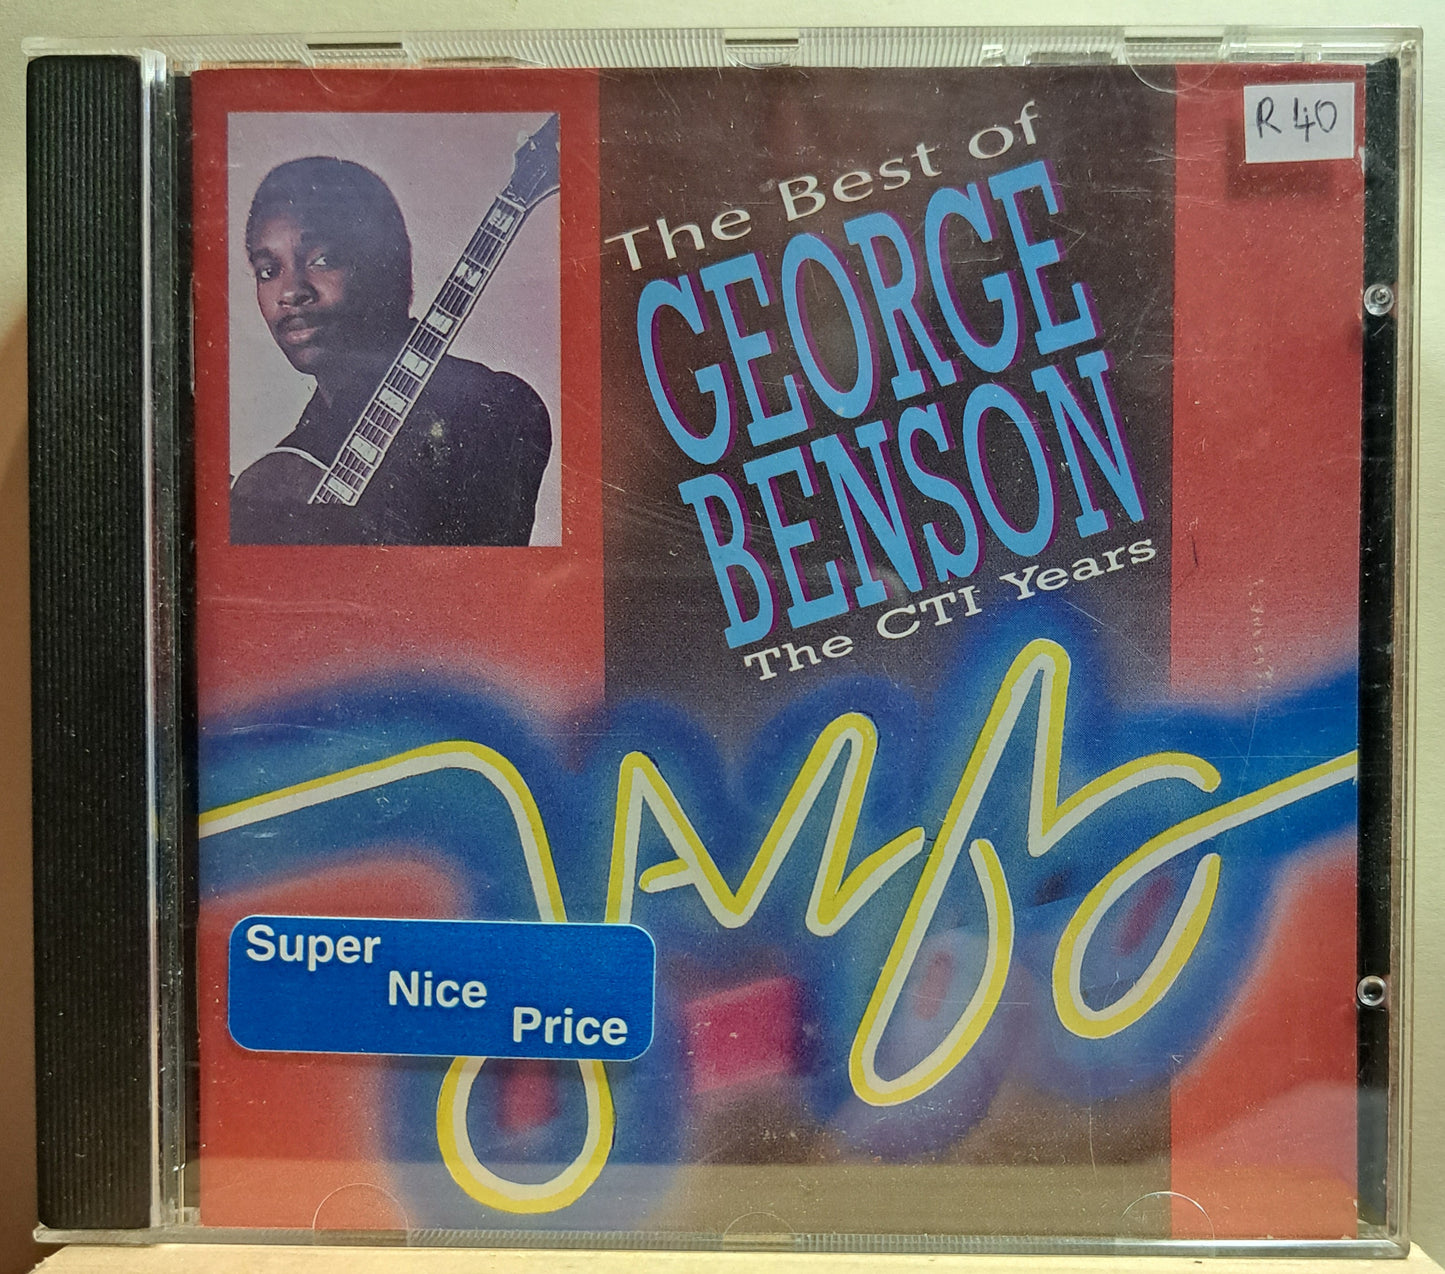 R 40
The Best of
GEORGE
BENSON
The CTI Years
JAZZ
Super
Nice
Price